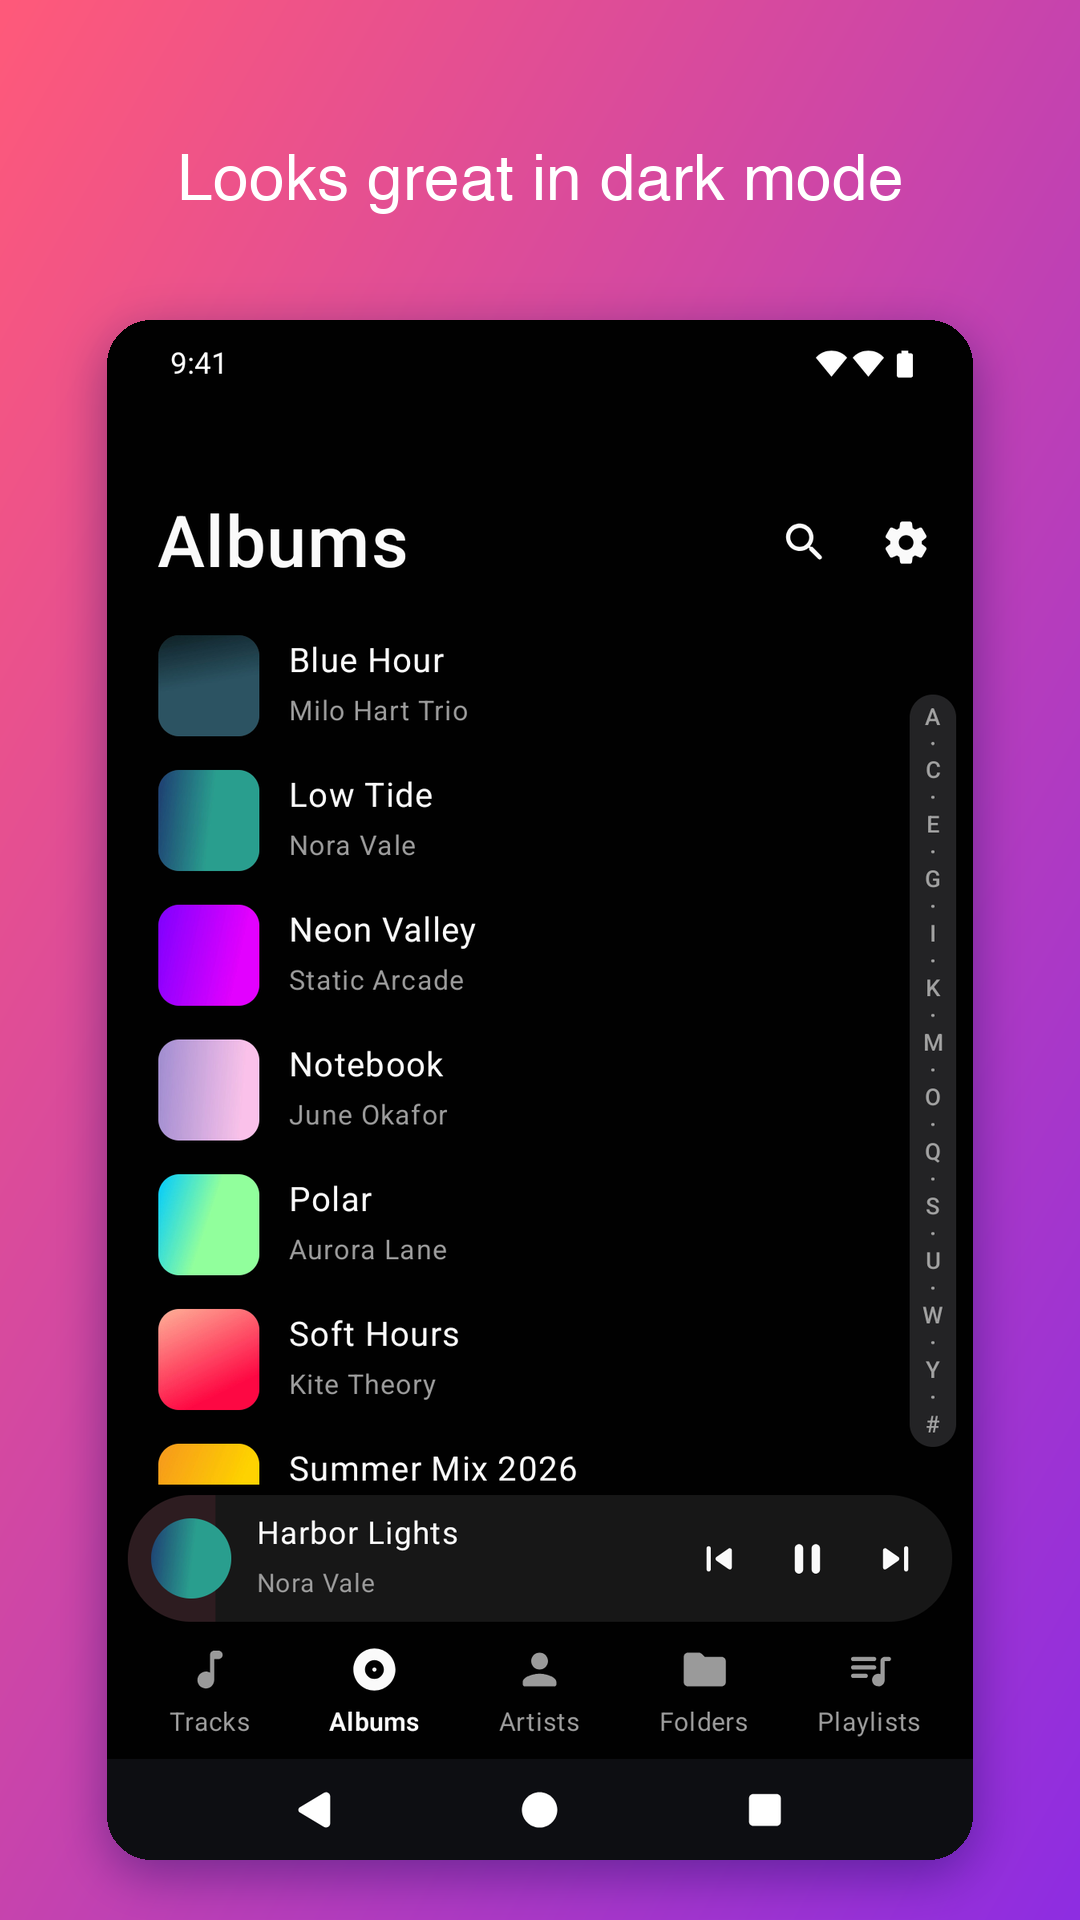 Looks great in dark mode
9:41
Albums
Blue Hour
Milo Hart Trio
Low Tide
Nora Vale
Neon Valley
Static Arcade
Notebook
June Okafor
Polar
Aurora Lane
Soft Hours
Kite Theory
Summer Mix 2026
A
·
C
·
E
·
G
·
I
·
K
·
M
·
O
·
Q
·
S
·
U
·
W
·
Y
·
#
Harbor Lights
Nora Vale
Tracks
Albums
Artists
Folders
Playlists